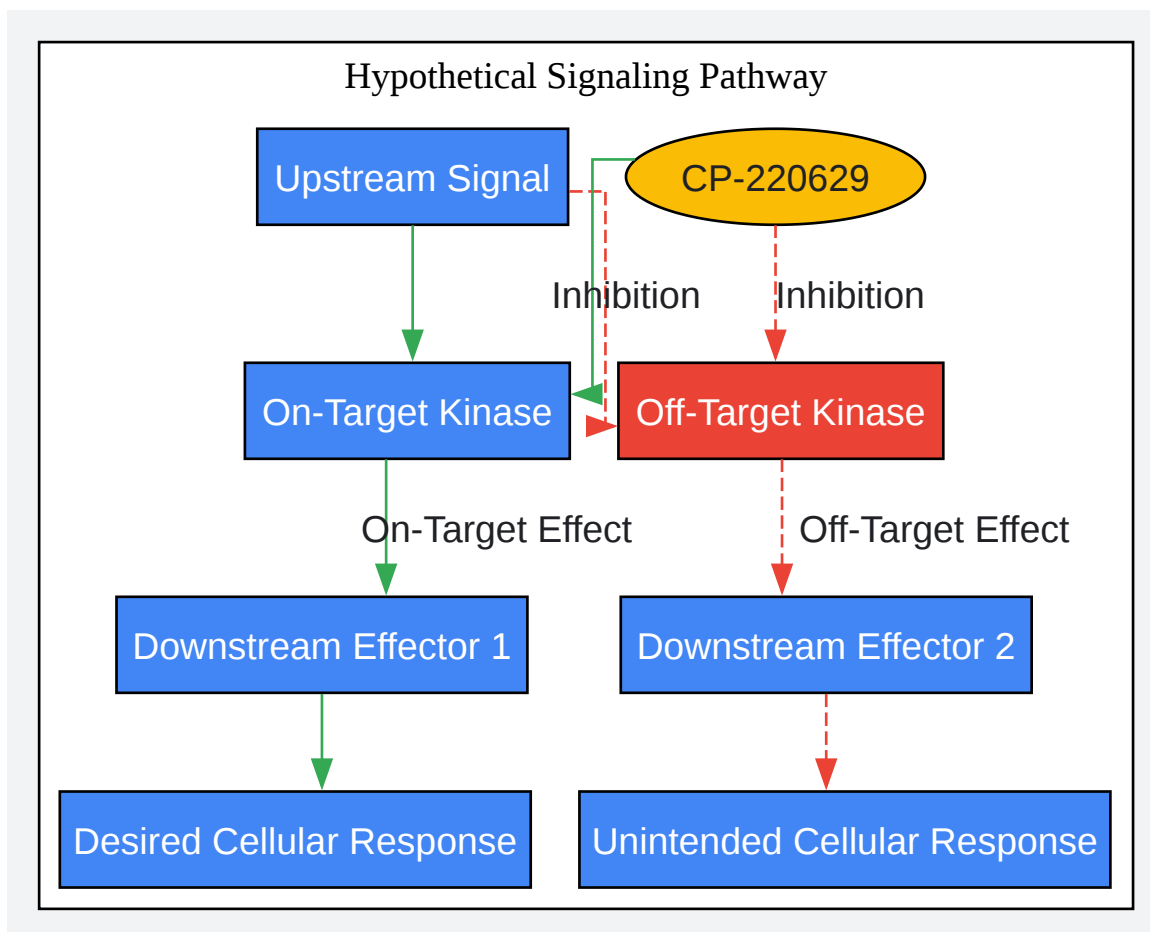 Hypothetical Signaling Pathway
Upstream Signal
CP-220629
Inhibition
Inhibition
On-Target Kinase
Off-Target Kinase
On-Target Effect
Off-Target Effect
Downstream Effector 1
Downstream Effector 2
Desired Cellular Response
Unintended Cellular Response